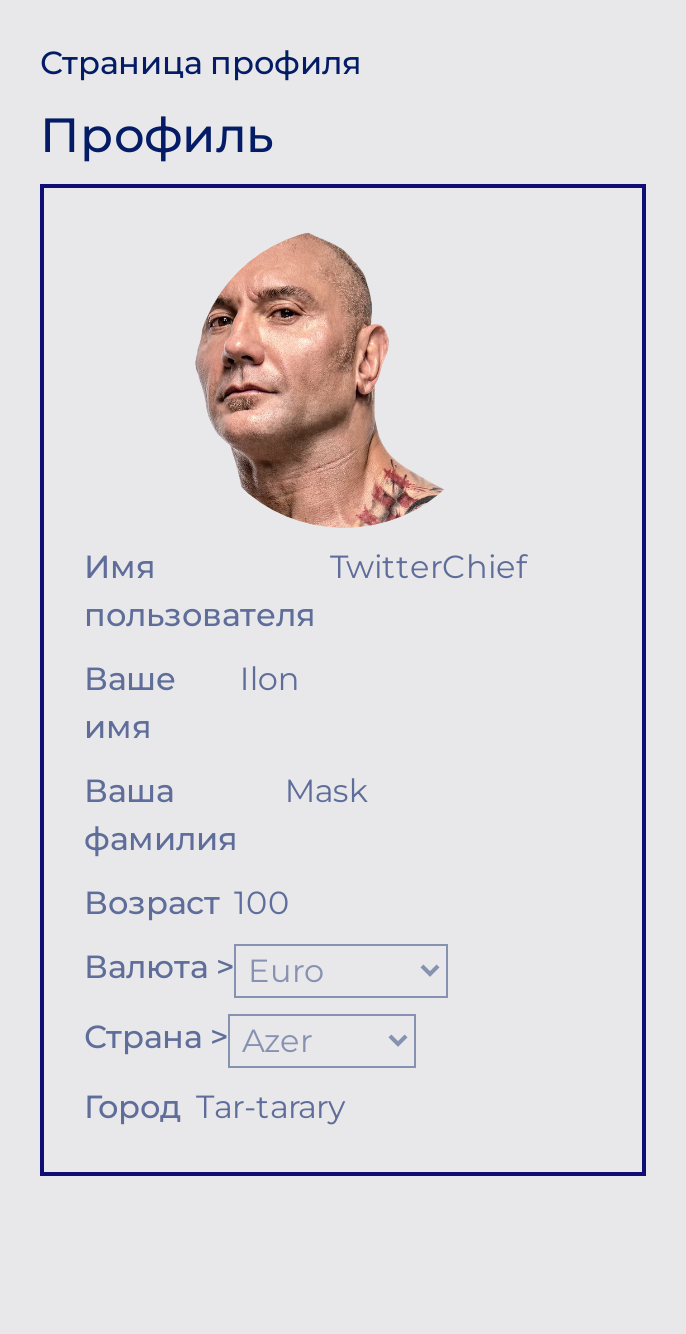 Страница профиля
Профиль
Имя TwitterChief
пользователя
Ваше Ilon
имя
Ваша Mask
фамилия
Возраст 100
Валюта > Euro
Страна > Azer
Город Tar-tarary